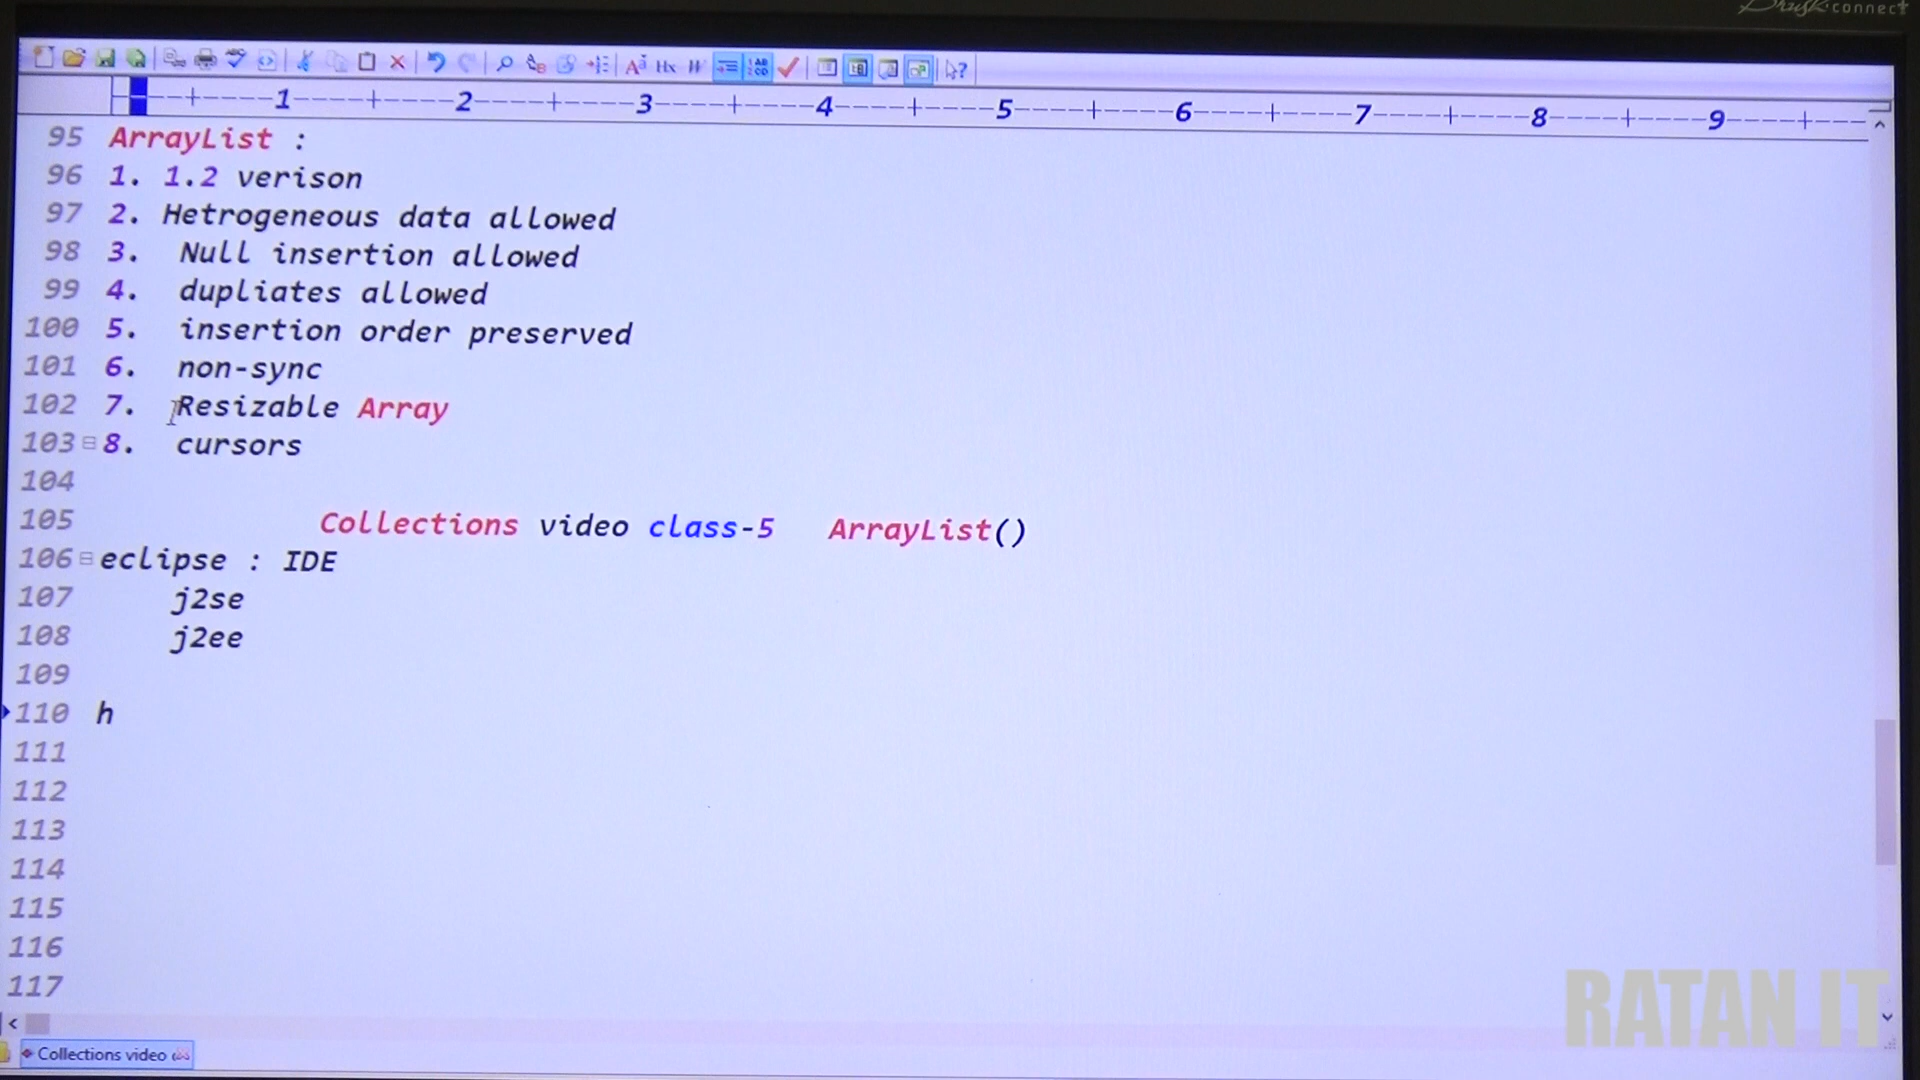 connect
----+----1----+----2----+----3----+----4----+----5----+----6----+----7----+----8----+----9----+----
95 ArrayList :
96 1. 1.2 verison
97 2. Hetrogeneous data allowed
98 3. Null insertion allowed
99 4. dupliates allowed
100 5. insertion order preserved
101 6. non-sync
102 7. Resizable Array
103 8. cursors
104
105 Collections video class-5 ArrayList()
106 eclipse : IDE
107 j2se
108 j2ee
109
110 h
111
112
113
114
115
116
117
RATAN IT
Collections video